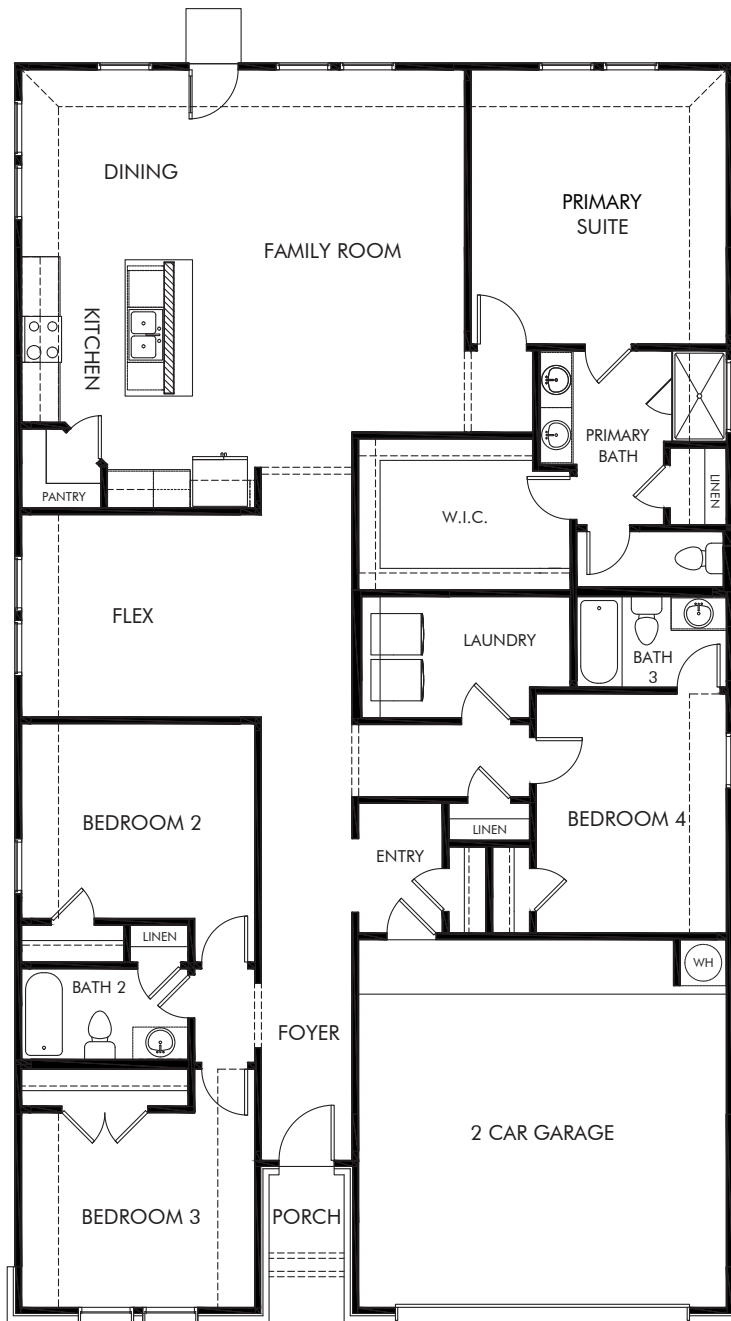 DINING
PRIMARY
SUITE
FAMILY ROOM
KITCHEN
PRIMARY
BATH
LINEN
PANTRY
W.I.C.
FLEX
LAUNDRY
BATH
3
BEDROOM 2
BEDROOM 4
LINEN
ENTRY
LINEN
WH
BATH 2
FOYER
2 CAR GARAGE
BEDROOM 3
PORCH